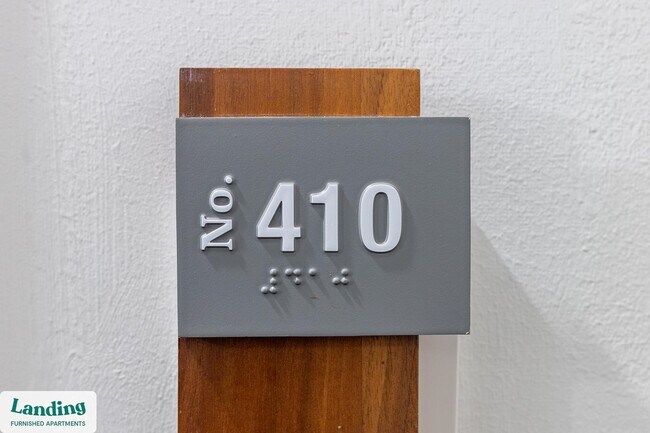 No. 410
⠼⠙⠁⠚
Landing
FURNISHED APARTMENTS